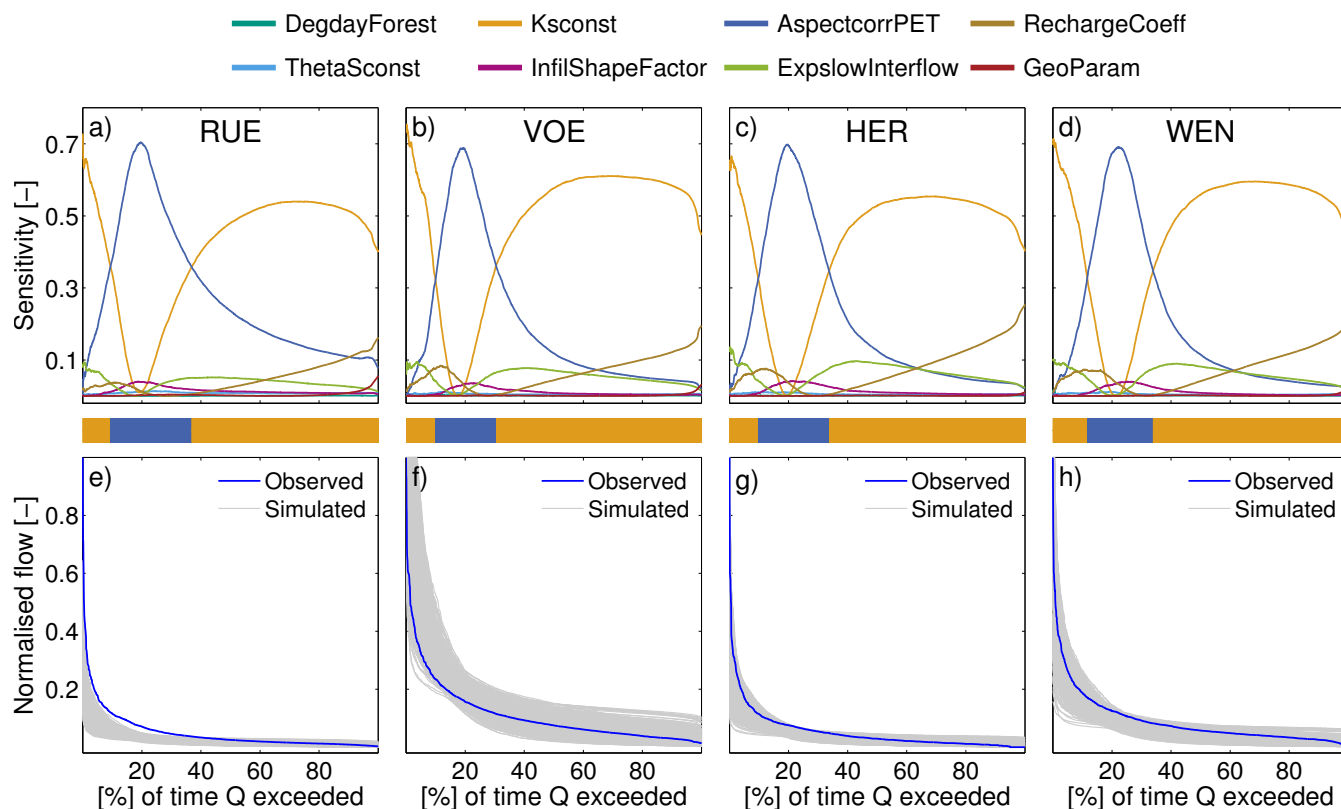 DegdayForest Ksconst AspectcorrPET RechargeCoeff
ThetaSconst InfilShapeFactor ExpslowInterflow GeoParam
a) RUE b) VOE c) HER d) WEN
0.7
0.5
0.3
0.1
Sensitivity [−]
e) Observed f) Observed g) Observed h) Observed
Simulated Simulated Simulated Simulated
0.8
0.6
0.4
0.2
Normalised flow [−]
20 40 60 80 20 40 60 80 20 40 60 80 20 40 60 80
[%] of time Q exceeded [%] of time Q exceeded [%] of time Q exceeded [%] of time Q exceeded